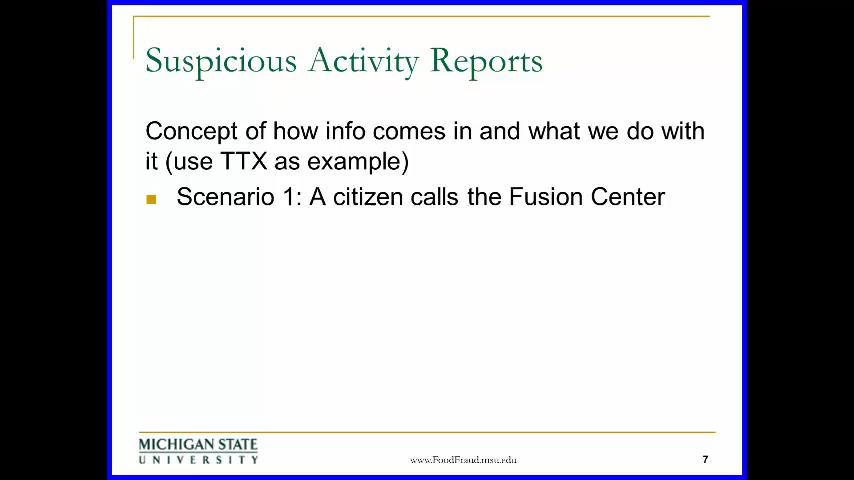 Suspicious Activity Reports
Concept of how info comes in and what we do with
it (use TTX as example)
Scenario 1: A citizen calls the Fusion Center
MICHIGAN STATE
UNIVERSITY
www.FoodFraud.msu.edu
7